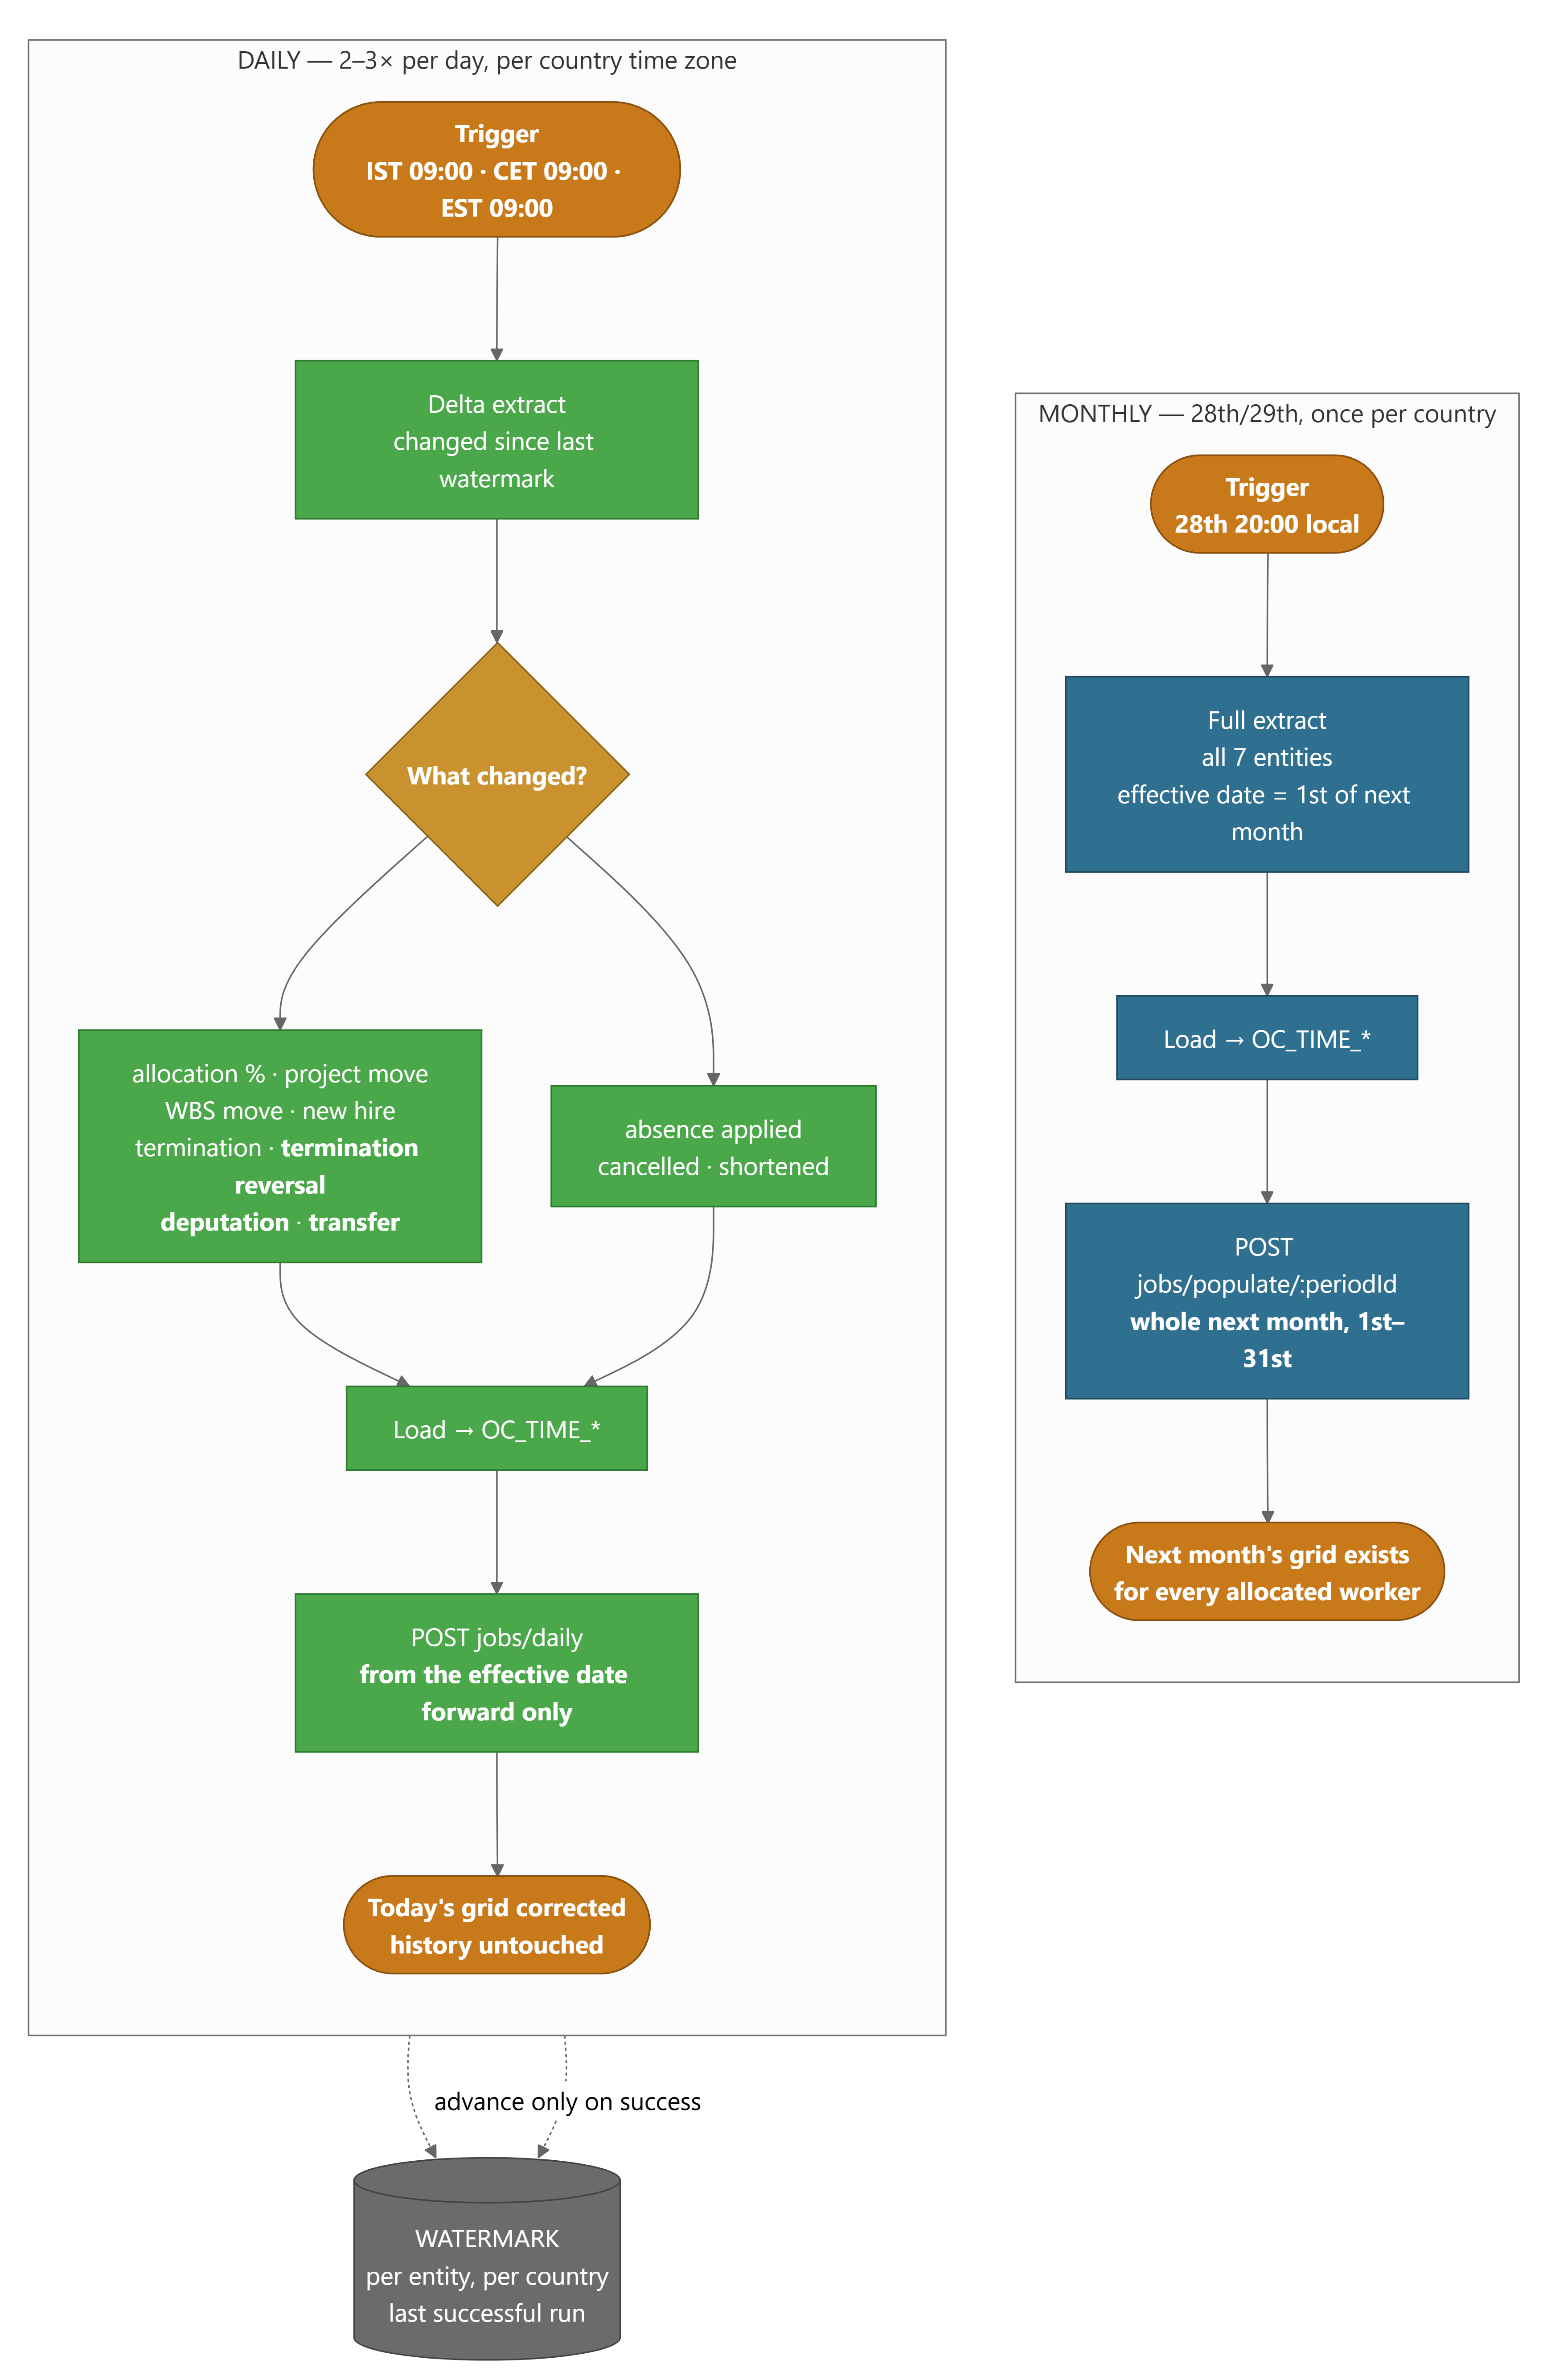 DAILY — 2–3× per day, per country time zone
Trigger
IST 09:00 · CET 09:00 ·
EST 09:00
Delta extract
changed since last
watermark
What changed?
allocation % · project move
WBS move · new hire
termination · termination
reversal
deputation · transfer
absence applied
cancelled · shortened
Load → OC_TIME_*
POST jobs/daily
from the effective date
forward only
Today's grid corrected
history untouched
advance only on success
WATERMARK
per entity, per country
last successful run
MONTHLY — 28th/29th, once per country
Trigger
28th 20:00 local
Full extract
all 7 entities
effective date = 1st of next
month
Load → OC_TIME_*
POST
jobs/populate/:periodId
whole next month, 1st–
31st
Next month's grid exists
for every allocated worker